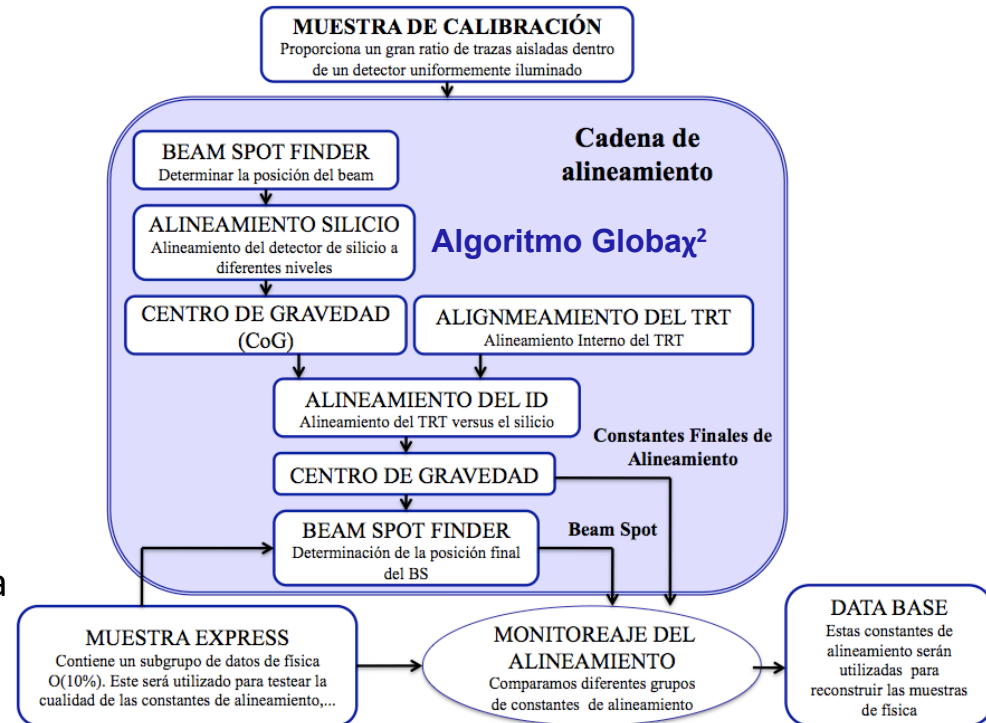 MUESTRA DE CALIBRACIÓN
Proporciona un gran ratio de trazas aisladas dentro
de un detector uniformemente iluminado
Cadena de
alineamiento
BEAM SPOT FINDER
Determinar la posición del beam
ALINEAMIENTO SILICIO
Alineamiento del detector de silicio a
diferentes niveles
Algoritmo Globaχ²
CENTRO DE GRAVEDAD
(CoG)
ALIGNMEAMIENTO DEL TRT
Alineamiento Interno del TRT
ALINEAMIENTO DEL ID
Alineamiento del TRT versus el silicio
Constantes Finales de
Alineamiento
CENTRO DE GRAVEDAD
BEAM SPOT FINDER
Determinación de la posición final
del BS
Beam Spot
a
MUESTRA EXPRESS
Contiene un subgrupo de datos de física
O(10%). Este será utilizado para testear la
cualidad de las constantes de alineamiento,...
MONITOREAJE DEL
ALINEAMIENTO
Comparamos diferentes grupos
de constantes de alineamiento
DATA BASE
Estas constantes de
alineamiento serán
utilizadas para
reconstruir las muestras
de física